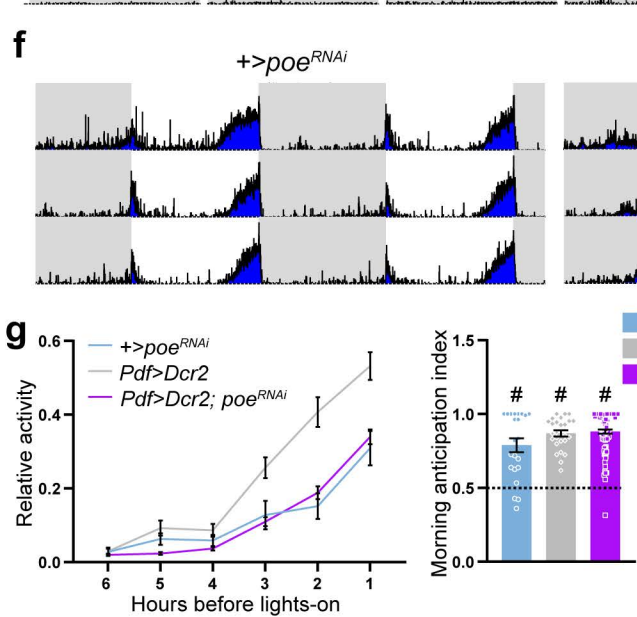 f
+>poe^RNAi
g
+>poe^RNAi
Pdf>Dcr2
Pdf>Dcr2; poe^RNAi
Relative activity
0.6
0.4
0.2
0.0
6 5 4 3 2 1
Hours before lights-on
Morning anticipation index
1.5
1.0
0.5
0.0
# # #